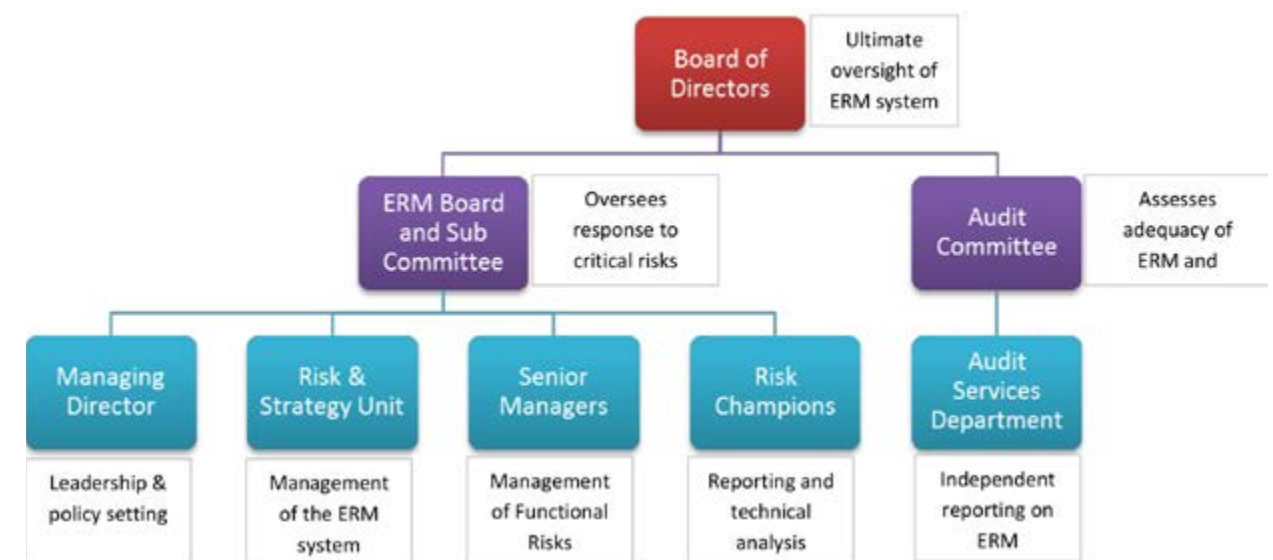 Board of
Directors
Ultimate
oversight of
ERM system
ERM Board
and Sub
Committee
Oversees
response to
critical risks
Audit
Committee
Assesses
adequacy of
ERM and
Managing
Director
Risk &
Strategy Unit
Senior
Managers
Risk
Champions
Audit
Services
Department
Leadership &
policy setting
Management
of the ERM
system
Management
of Functional
Risks
Reporting and
technical
analysis
Independent
reporting on
ERM